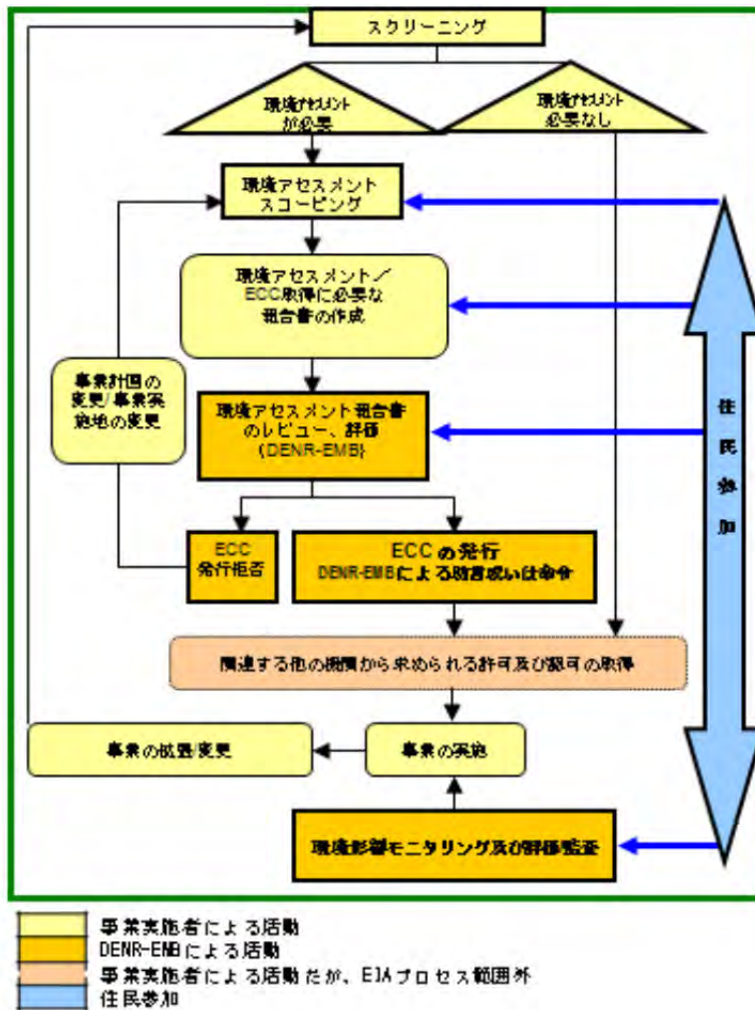 スクリーニング
環境アセスメント
が必要
環境アセスメント
必要なし
環境アセスメント
スコーピング
環境アセスメント／
ECC取得に必要な
報告書の作成
事業計画の
変更/事業実
施地の変更
環境アセスメント報告書
のレビュー、評価
(DENR-EMB)
住民参加
ECC
発行拒否
ECC の発行
DENR-EMBによる助言或いは命令
関連する他の機関から求められる許可及び認可の取得
事業の拡張/変更
事業の実施
環境影響モニタリング及び評価監査
事業実施者による活動
DENR-EMBによる活動
事業実施者による活動だが、EIAプロセス範囲外
住民参加